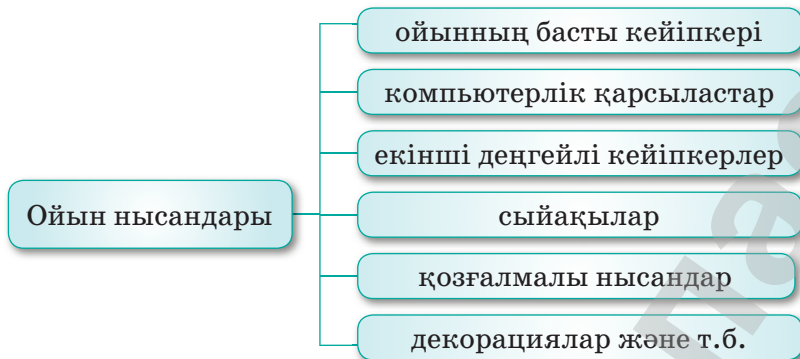 Ойын нысандары
ойынның басты кейіпкері
компьютерлік қарсыластар
екінші деңгейлі кейіпкерлер
сыйақылар
қозғалмалы нысандар
декорациялар және т.б.